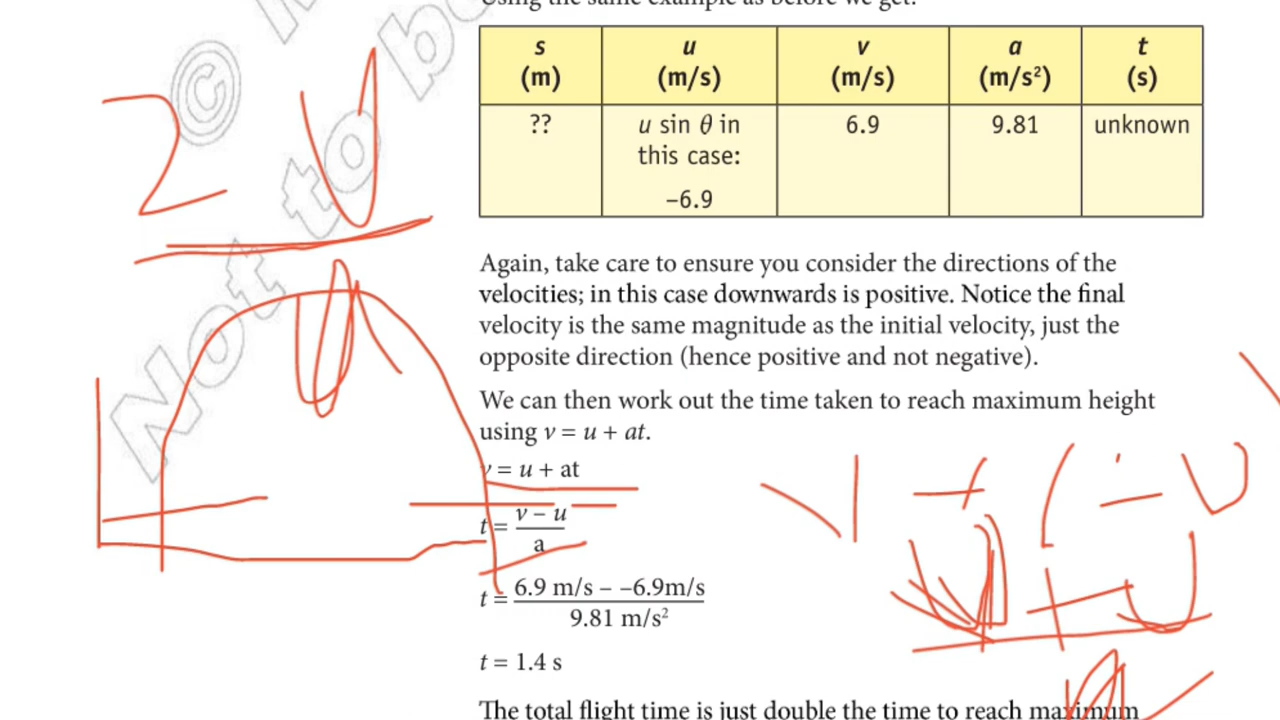 Using the same example as before we get:
s u v a t
(m) (m/s) (m/s) (m/s²) (s)
?? u sin θ in this case: –6.9 6.9 9.81 unknown
Again, take care to ensure you consider the directions of the
velocities; in this case downwards is positive. Notice the final
velocity is the same magnitude as the initial velocity, just the
opposite direction (hence positive and not negative).
We can then work out the time taken to reach maximum height
using v = u + at.
v = u + at
t = v – u
a
t = 6.9 m/s – –6.9m/s
9.81 m/s²
t = 1.4 s
The total flight time is just double the time to reach maximum
© 
Not to b
2 U